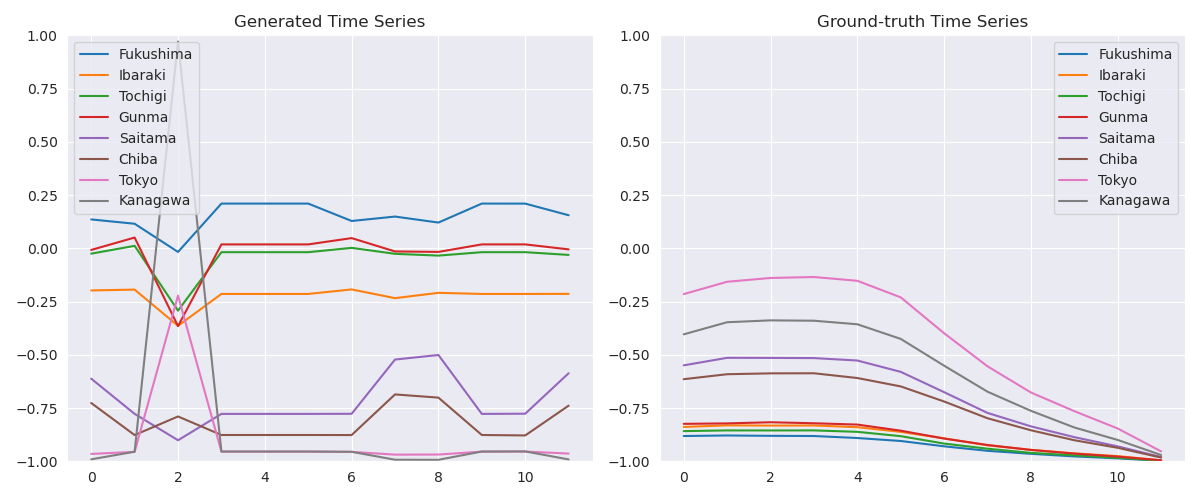 Generated Time Series
1.00
0.75
0.50
0.25
0.00
−0.25
−0.50
−0.75
−1.00
0
2
4
6
8
10
Fukushima
Ibaraki
Tochigi
Gunma
Saitama
Chiba
Tokyo
Kanagawa
Ground-truth Time Series
1.00
0.75
0.50
0.25
0.00
−0.25
−0.50
−0.75
−1.00
0
2
4
6
8
10
Fukushima
Ibaraki
Tochigi
Gunma
Saitama
Chiba
Tokyo
Kanagawa